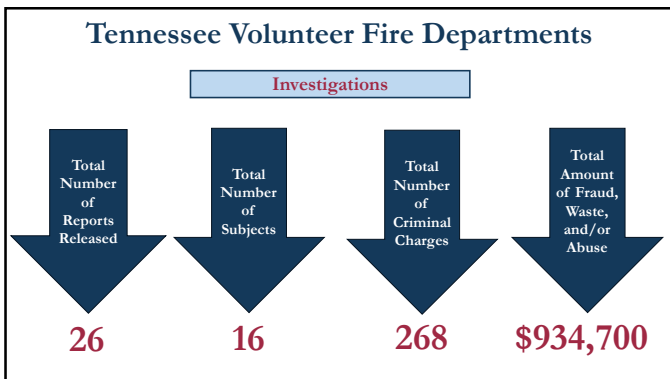 Tennessee Volunteer Fire Departments
Investigations
Total
Number
of
Reports
Released
Total
Number
of
Subjects
Total
Number
of
Criminal
Charges
Total
Amount
of Fraud,
Waste,
and/or
Abuse
26
16
268
$934,700